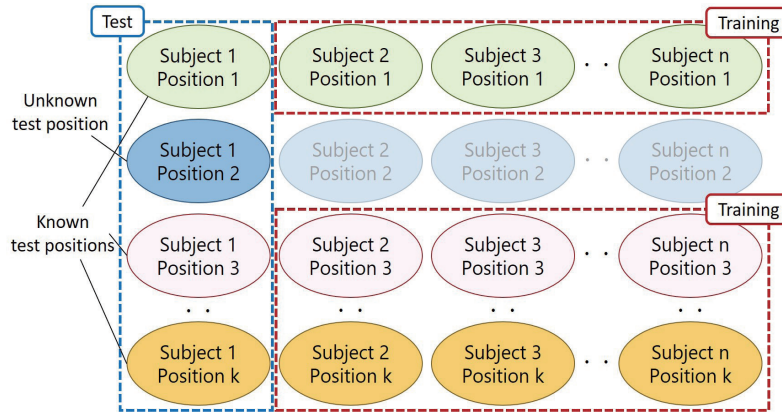 Test
Training
Subject 1
Position 1
Subject 2
Position 1
Subject 3
Position 1
. .
Subject n
Position 1
Unknown
test position
Subject 1
Position 2
Subject 2
Position 2
Subject 3
Position 2
. .
Subject n
Position 2
Training
Known
test positions
Subject 1
Position 3
Subject 2
Position 3
Subject 3
Position 3
. .
Subject n
Position 3
. .
. .
. .
. .
Subject 1
Position k
Subject 2
Position k
Subject 3
Position k
. .
Subject n
Position k